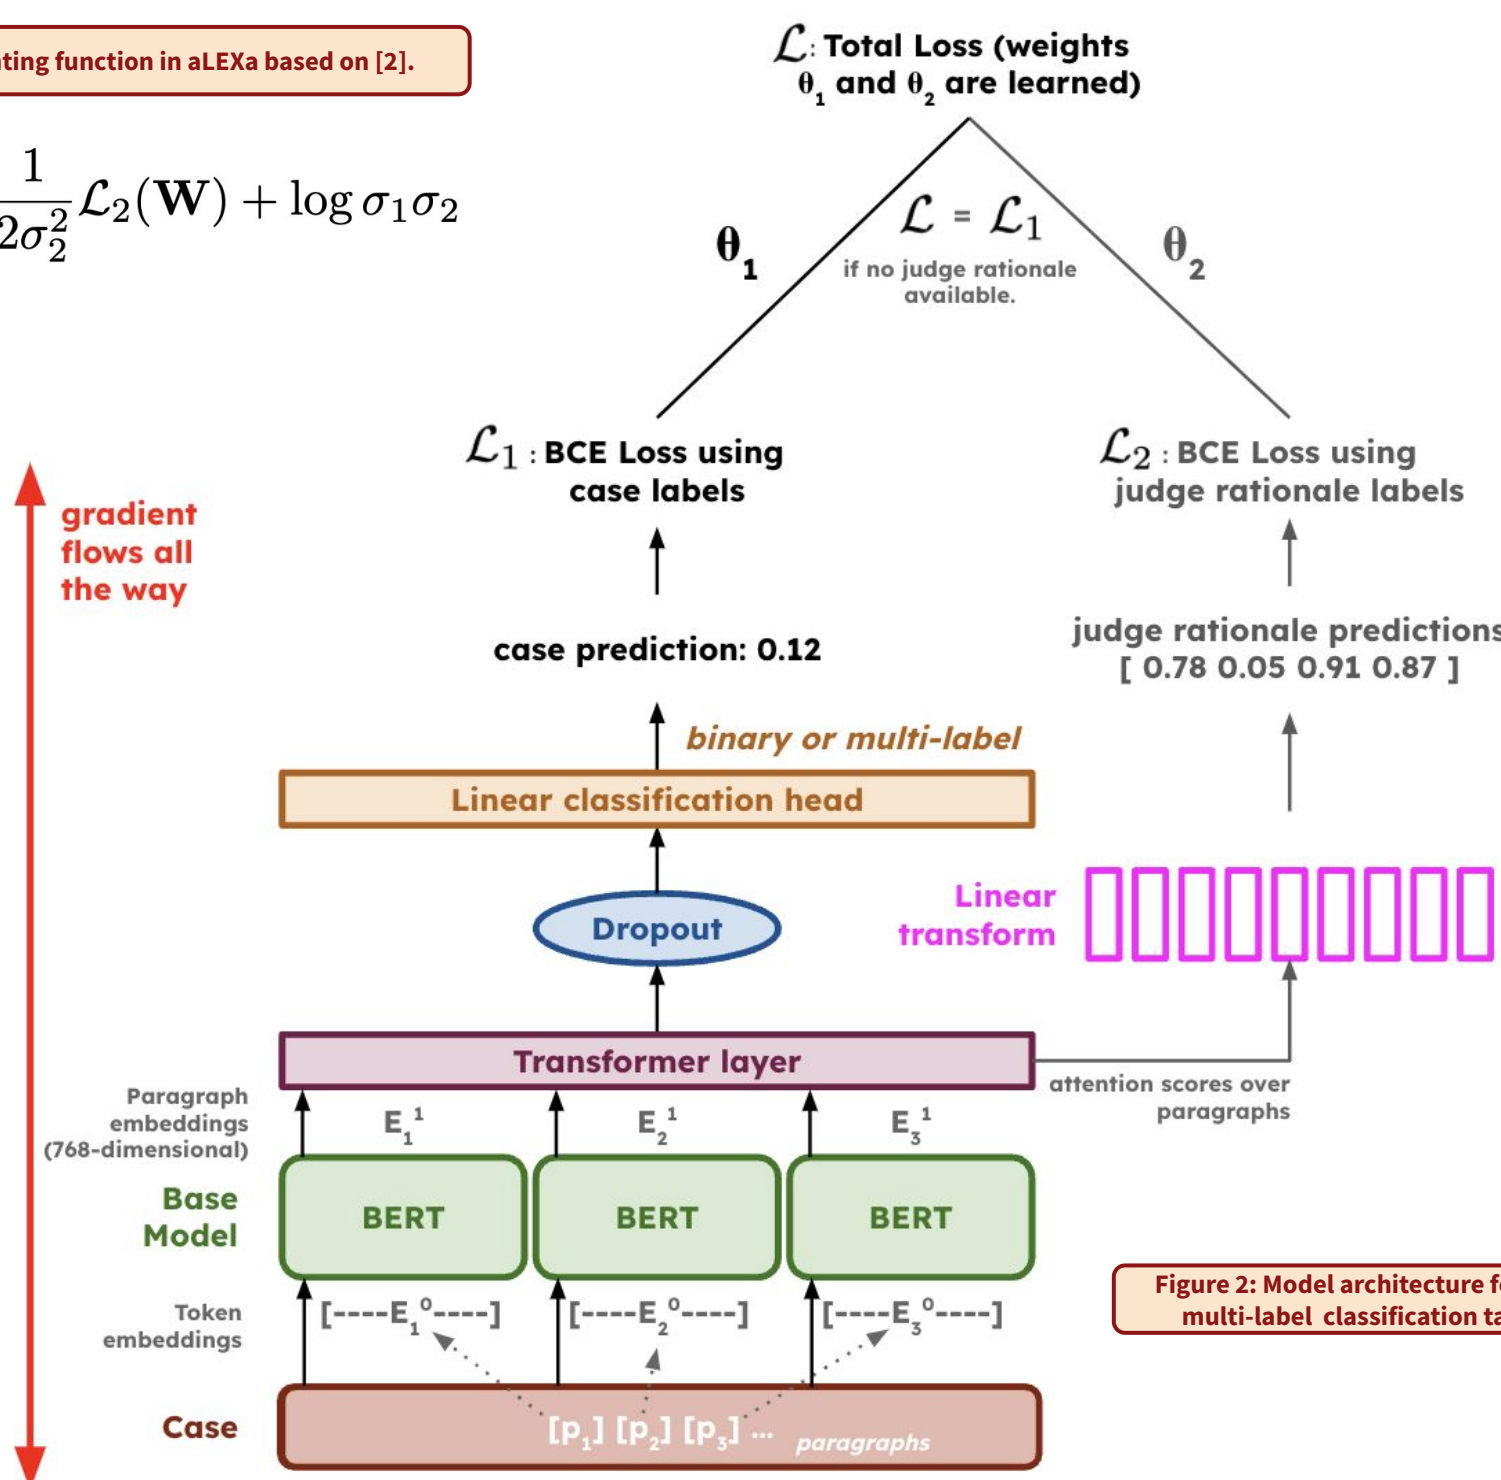 function in aLEXa based on [2].
𝓛: Total Loss (weights
θ₁ and θ₂ are learned)
1
2σ₂² 𝓛₂(W) + log σ₁σ₂
𝓛 = 𝓛₁
θ₁
θ₂
if no judge rationale
available.
𝓛₁ : BCE Loss using
case labels
𝓛₂ : BCE Loss using
judge rationale labels
gradient
flows all
the way
case prediction: 0.12
judge rationale predictions
[ 0.78 0.05 0.91 0.87 ]
binary or multi-label
Linear classification head
Linear
transform
Dropout
Transformer layer
attention scores over
paragraphs
Paragraph
embeddings
(768-dimensional)
E₁¹ E₂¹ E₃¹
Base
Model
BERT BERT BERT
Token
embeddings
[----E₁⁰----] [----E₂⁰----] [----E₃⁰----]
Figure 2: Model architecture
multi-label classification
Case
[p₁] [p₂] [p₃] ... paragraphs